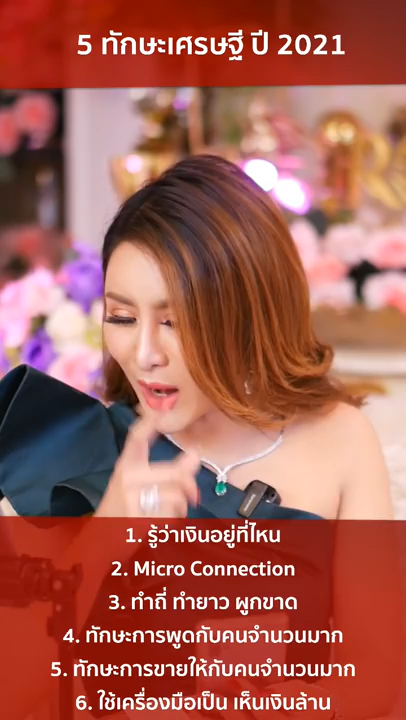 5 ทักษะเศรษฐี ปี 2021
1. รู้ว่าเงินอยู่ที่ไหน
2. Micro Connection
3. ทำถี่ ทำยาว ผูกขาด
4. ทักษะการพูดกับคนจำนวนมาก
5. ทักษะการขายให้กับคนจำนวนมาก
6. ใช้เครื่องมือเป็น เห็นเงินล้าน